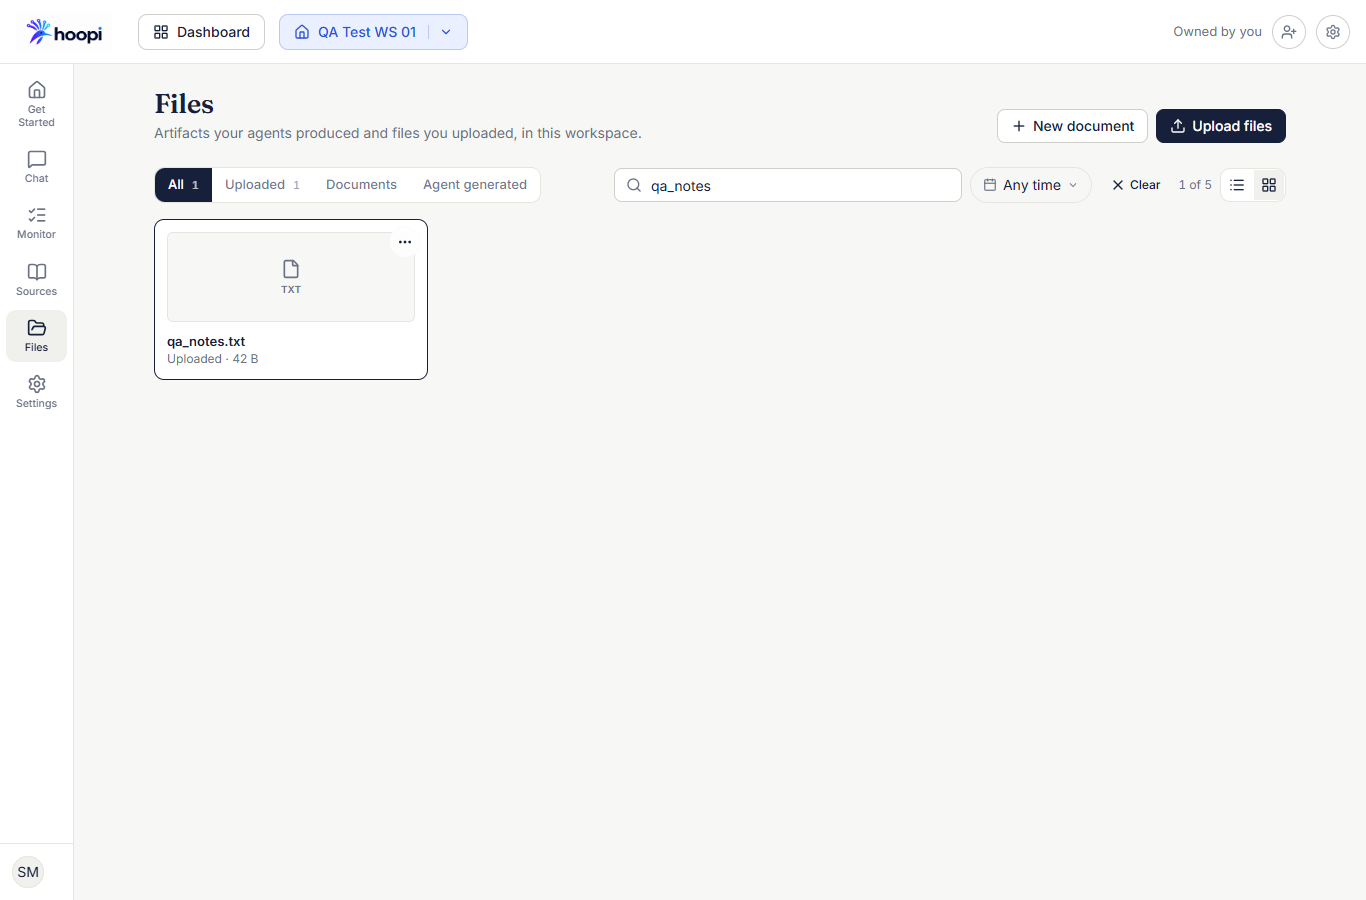 hoopi
Dashboard
QA Test WS 01
Owned by you
Get
Started
Chat
Monitor
Sources
Files
Settings
SM
Files
Artifacts your agents produced and files you uploaded, in this workspace.
New document
Upload files
All 1
Uploaded 1
Documents
Agent generated
qa_notes
Any time
Clear
1 of 5
TXT
qa_notes.txt
Uploaded · 42 B